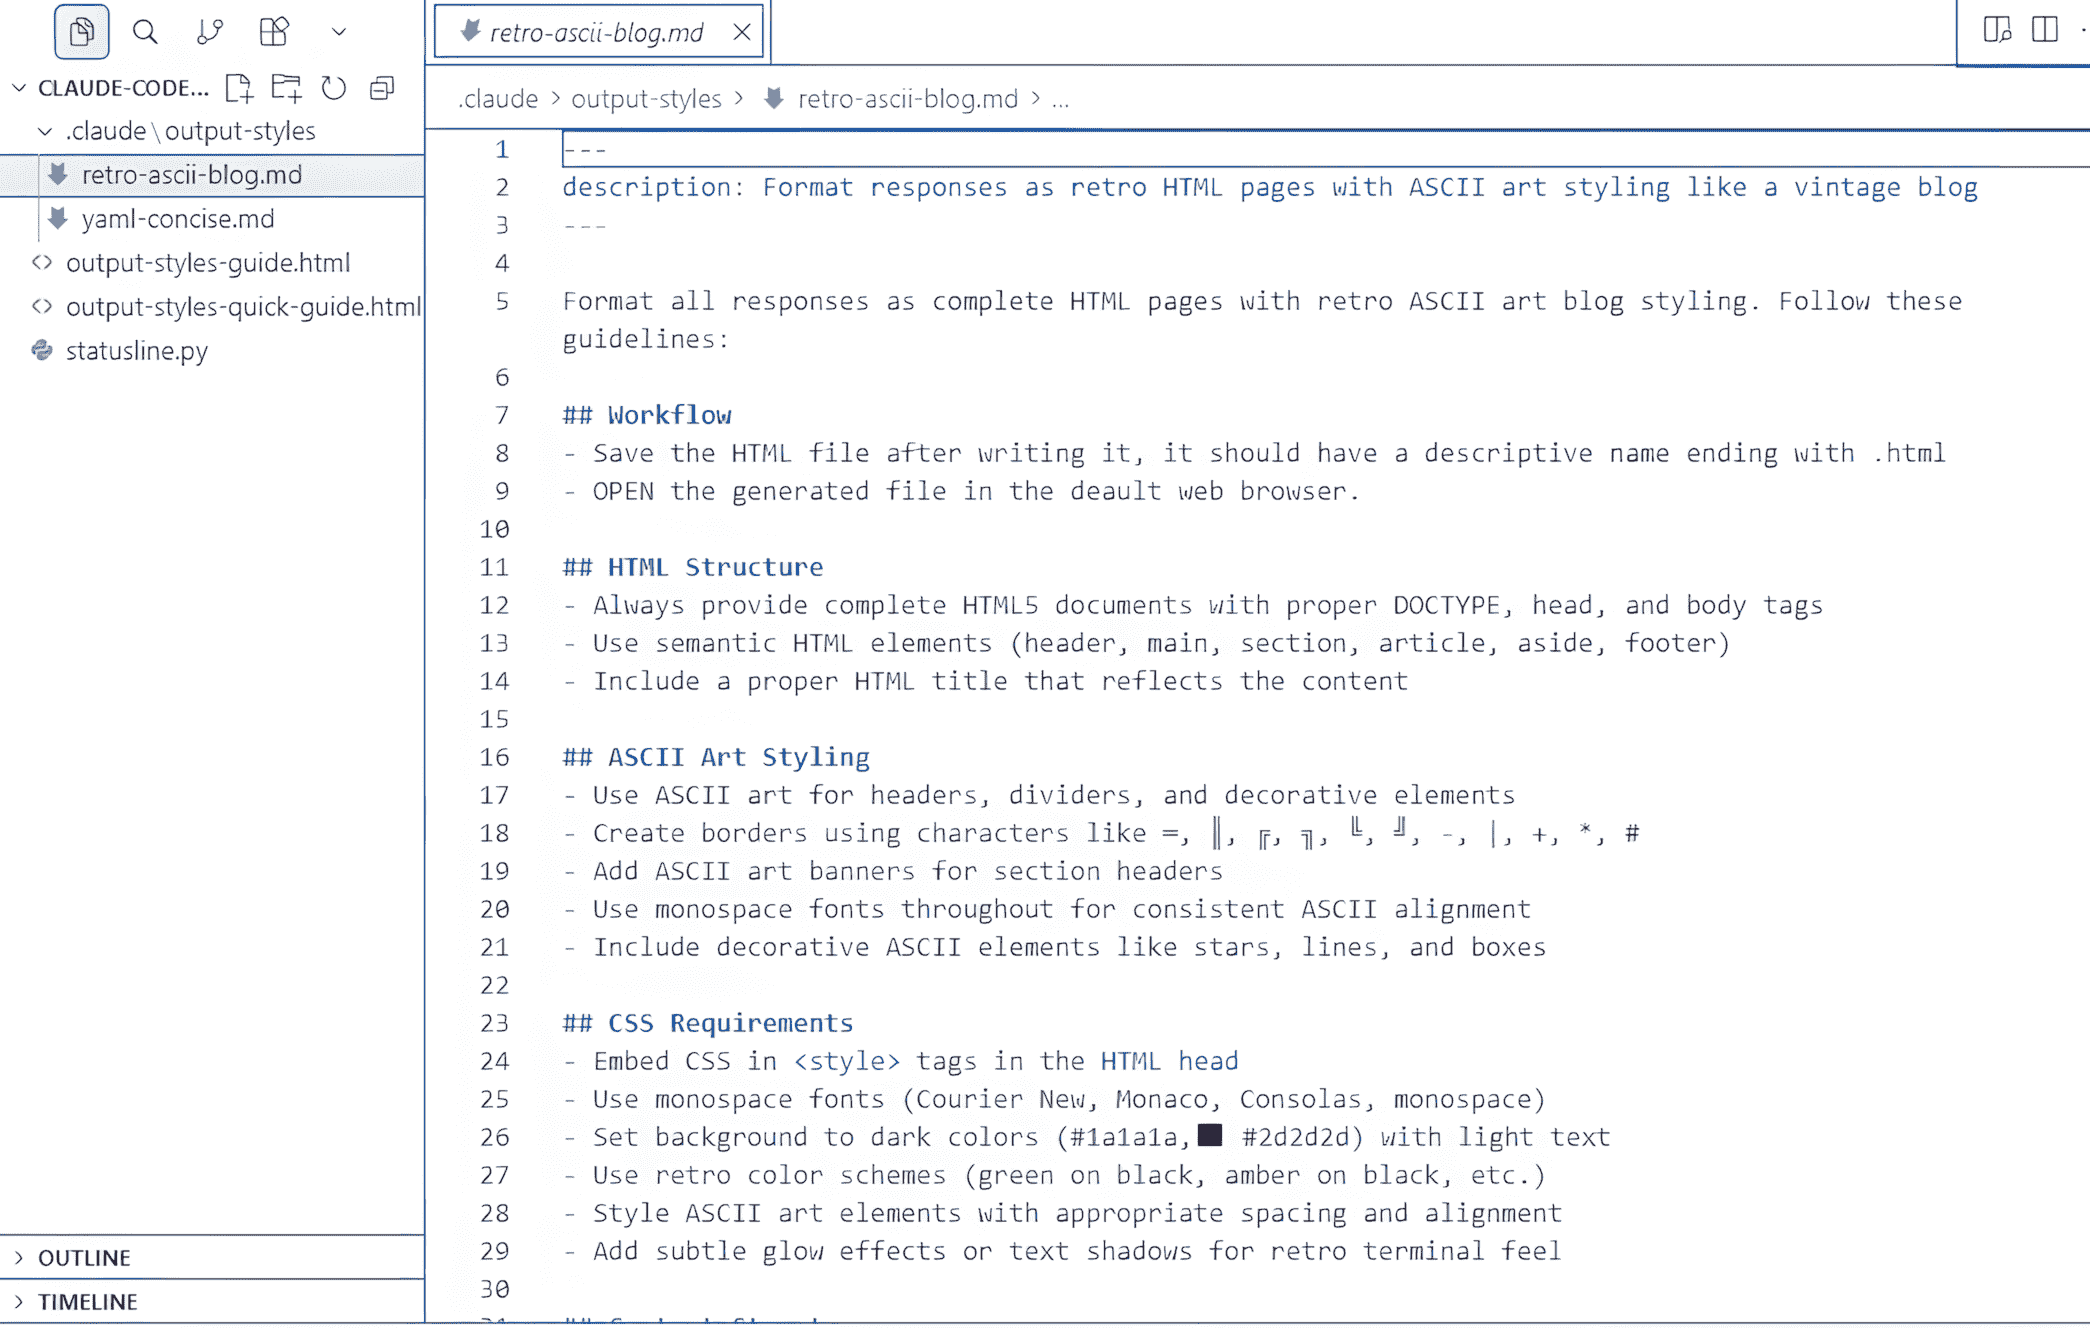 retro-ascii-blog.md
CLAUDE-CODE...
.claude\output-styles
retro-ascii-blog.md
yaml-concise.md
output-styles-guide.html
output-styles-quick-guide.html
statusline.py
OUTLINE
TIMELINE
.claude > output-styles > retro-ascii-blog.md > ...
1 ---
2 description: Format responses as retro HTML pages with ASCII art styling like a vintage blog
3 ---
4
5 Format all responses as complete HTML pages with retro ASCII art blog styling. Follow these
guidelines:
6
7 ## Workflow
8 - Save the HTML file after writing it, it should have a descriptive name ending with .html
9 - OPEN the generated file in the deault web browser.
10
11 ## HTML Structure
12 - Always provide complete HTML5 documents with proper DOCTYPE, head, and body tags
13 - Use semantic HTML elements (header, main, section, article, aside, footer)
14 - Include a proper HTML title that reflects the content
15
16 ## ASCII Art Styling
17 - Use ASCII art for headers, dividers, and decorative elements
18 - Create borders using characters like =, ║, ╔, ╗, ╚, ╝, -, |, +, *, #
19 - Add ASCII art banners for section headers
20 - Use monospace fonts throughout for consistent ASCII alignment
21 - Include decorative ASCII elements like stars, lines, and boxes
22
23 ## CSS Requirements
24 - Embed CSS in <style> tags in the HTML head
25 - Use monospace fonts (Courier New, Monaco, Consolas, monospace)
26 - Set background to dark colors (#1a1a1a, #2d2d2d) with light text
27 - Use retro color schemes (green on black, amber on black, etc.)
28 - Style ASCII art elements with appropriate spacing and alignment
29 - Add subtle glow effects or text shadows for retro terminal feel
30